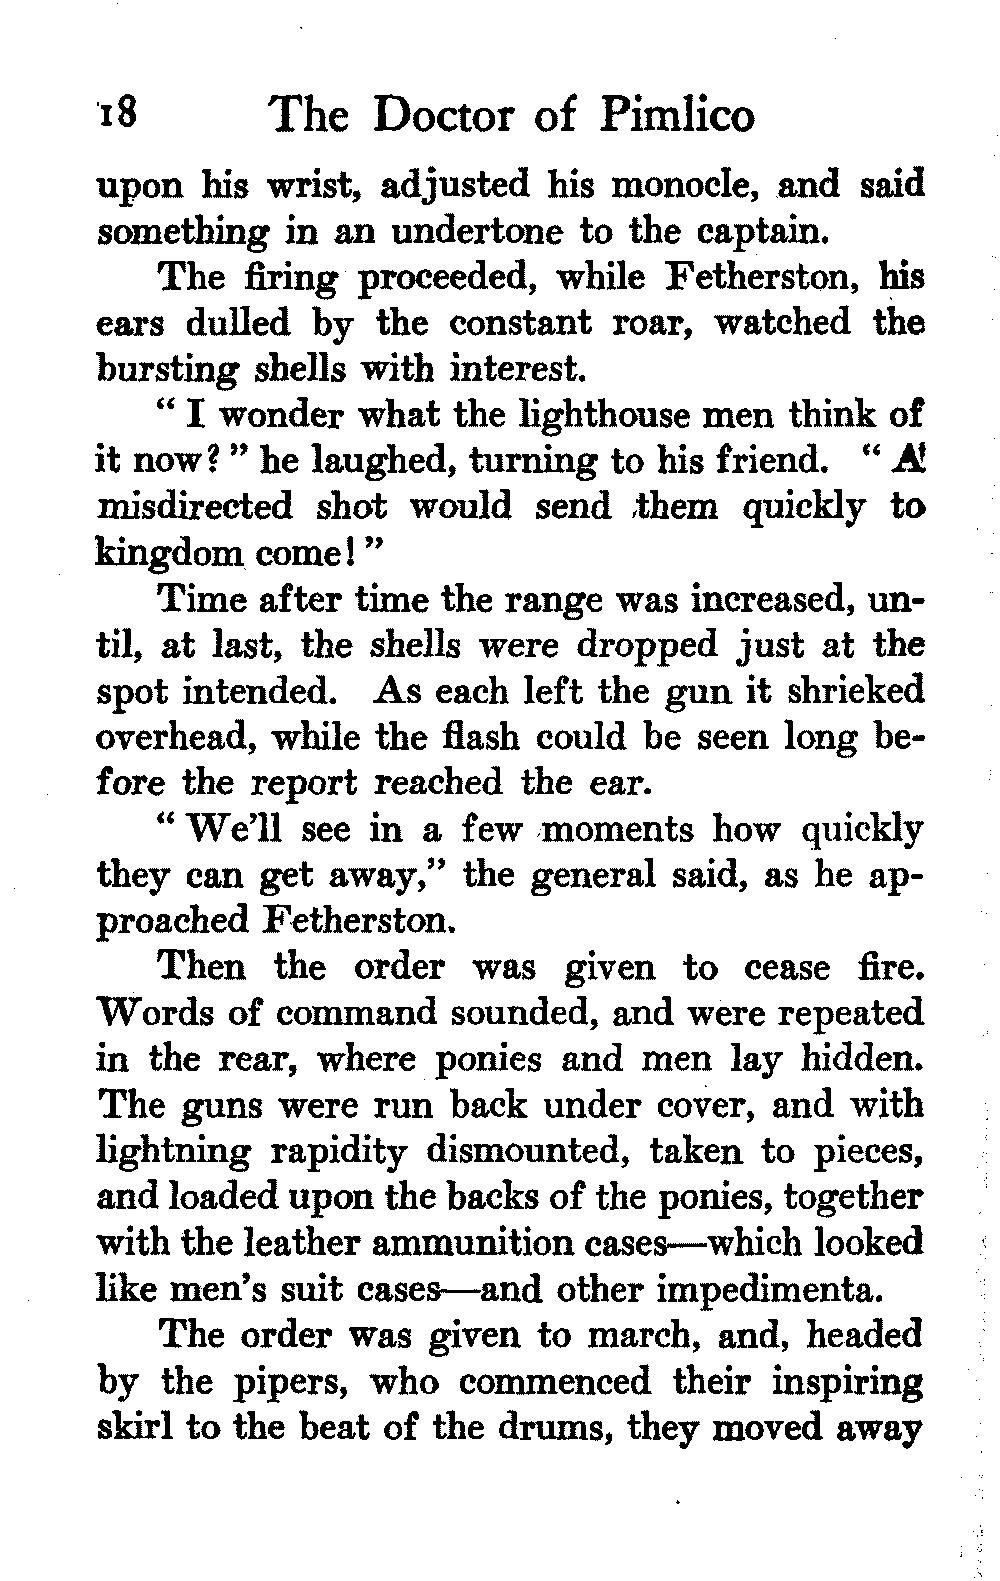 18 The Doctor of Pimlico
upon his wrist, adjusted his monocle, and said
something in an undertone to the captain.
The firing proceeded, while Fetherston, his
ears dulled by the constant roar, watched the
bursting shells with interest.
“ I wonder what the lighthouse men think of
it now? ” he laughed, turning to his friend. “ A
misdirected shot would send them quickly to
kingdom come! ”
Time after time the range was increased, un-
til, at last, the shells were dropped just at the
spot intended. As each left the gun it shrieked
overhead, while the flash could be seen long be-
fore the report reached the ear.
“ We’ll see in a few moments how quickly
they can get away,” the general said, as he ap-
proached Fetherston.
Then the order was given to cease fire.
Words of command sounded, and were repeated
in the rear, where ponies and men lay hidden.
The guns were run back under cover, and with
lightning rapidity dismounted, taken to pieces,
and loaded upon the backs of the ponies, together
with the leather ammunition cases—which looked
like men’s suit cases—and other impedimenta.
The order was given to march, and, headed
by the pipers, who commenced their inspiring
skirl to the beat of the drums, they moved away